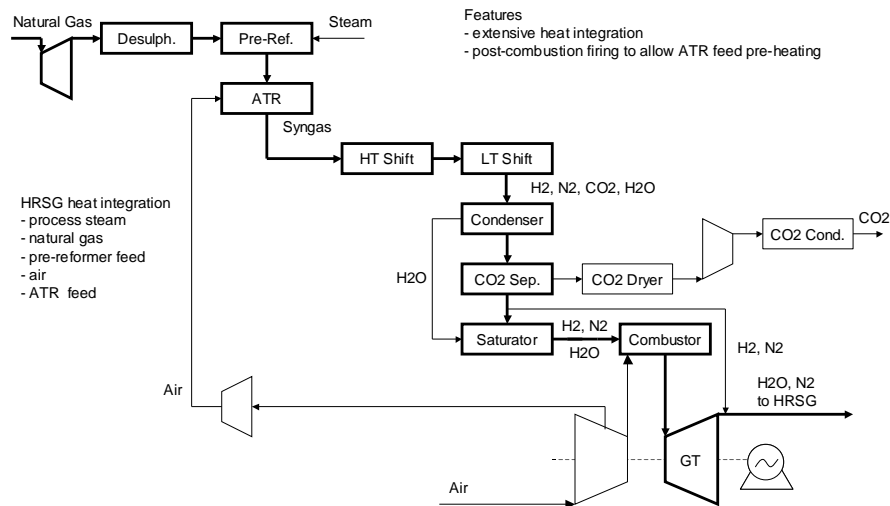 Natural Gas
Desulph.
Pre-Ref.
Steam
Features
- extensive heat integration
- post-combustion firing to allow ATR feed pre-heating
ATR
Syngas
HT Shift
LT Shift
H2, N2, CO2, H2O
HRSG heat integration
- process steam
- natural gas
- pre-reformer feed
- air
- ATR feed
Condenser
CO2
CO2 Cond.
H2O
CO2 Sep.
CO2 Dryer
Saturator
H2, N2
H2O
Combustor
H2, N2
Air
H2O, N2
to HRSG
GT
Air